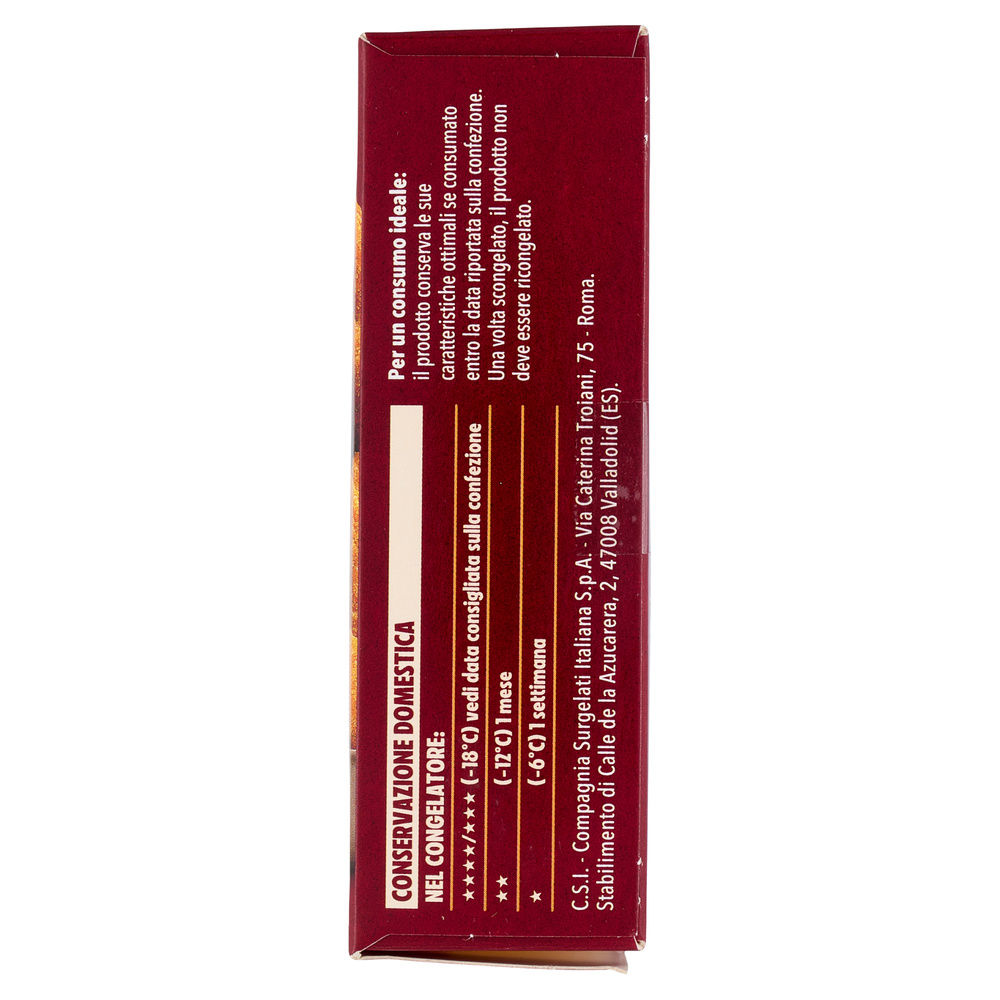 CONSERVAZIONE DOMESTICA
NEL CONGELATORE:
★★★★/★★★ (-18°C) vedi data consigliata sulla confezione
★★ (-12°C) 1 mese
★ (-6°C) 1 settimana
Per un consumo ideale:
il prodotto conserva le sue
caratteristiche ottimali se consumato
entro la data riportata sulla confezione.
Una volta scongelato, il prodotto non
deve essere ricongelato.
C.S.I. - Compagnia Surgelati Italiana S.p.A. - Via Caterina Troiani, 75 - Roma.
Stabilimento di Calle de la Azucarera, 2, 47008 Valladolid (ES).